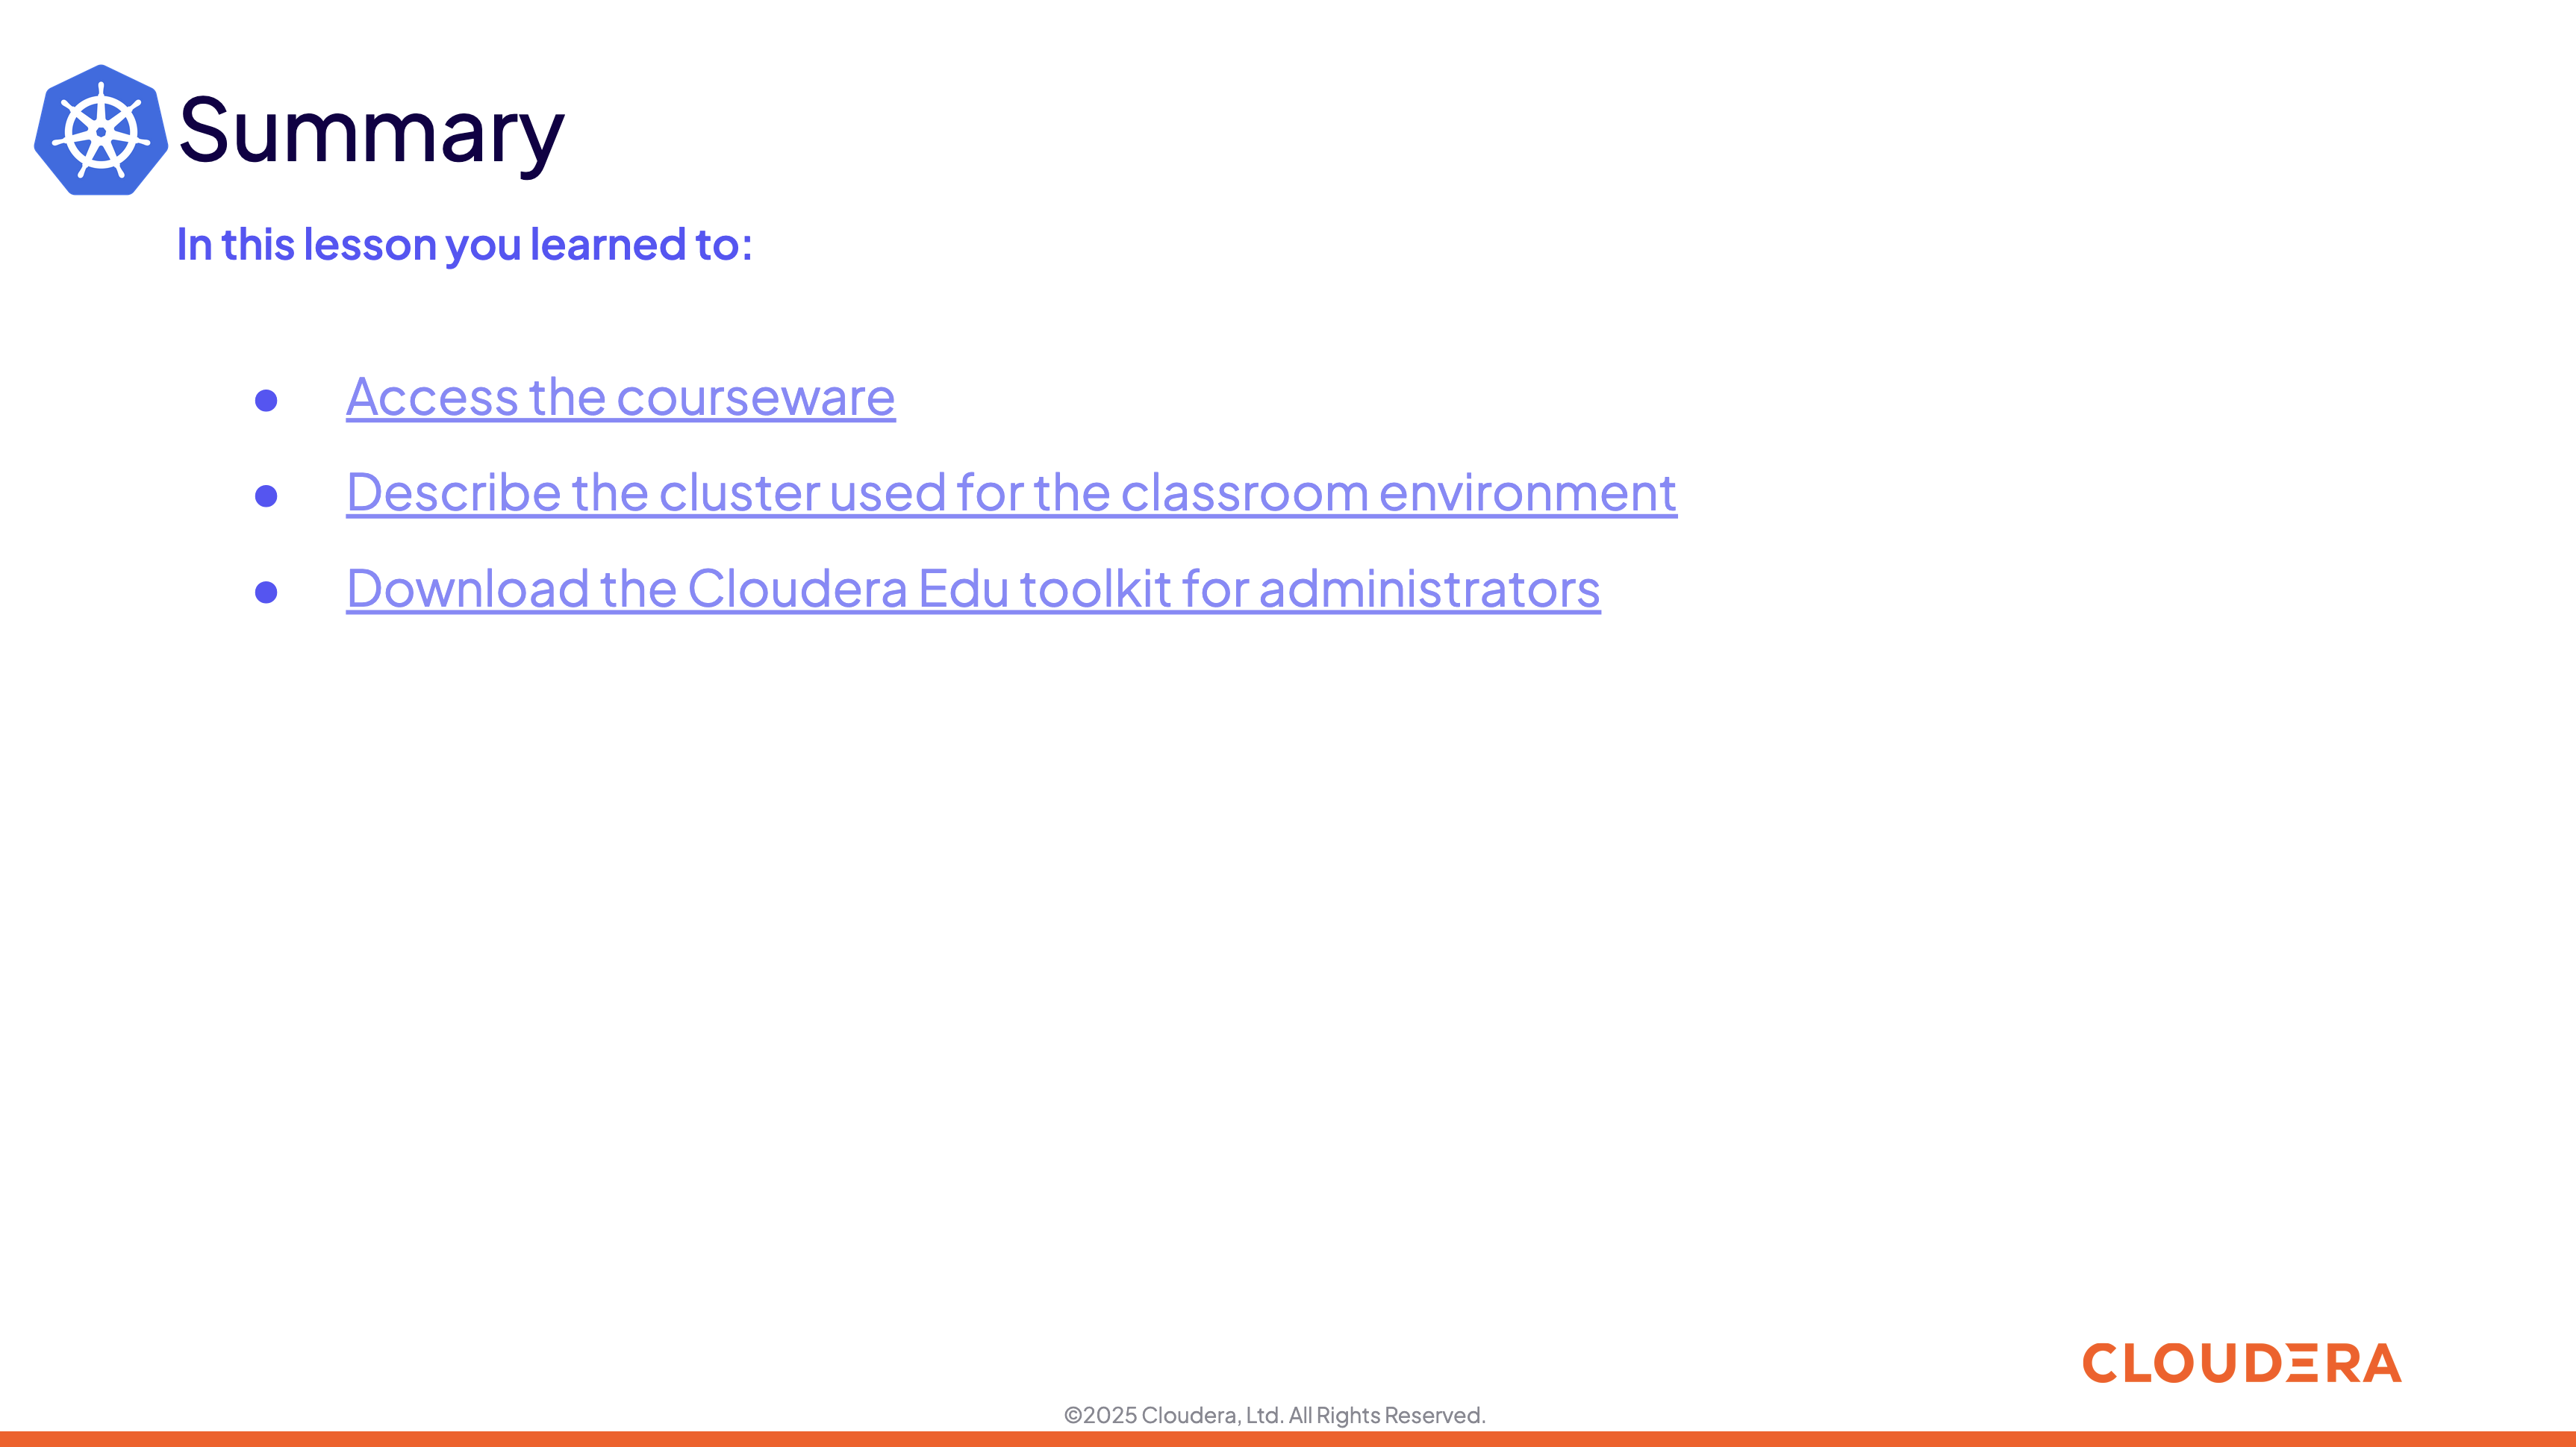 Summary
In this lesson you learned to:
● Access the courseware
● Describe the cluster used for the classroom environment
● Download the Cloudera Edu toolkit for administrators
CLOUDERA
©2025 Cloudera, Ltd. All Rights Reserved.